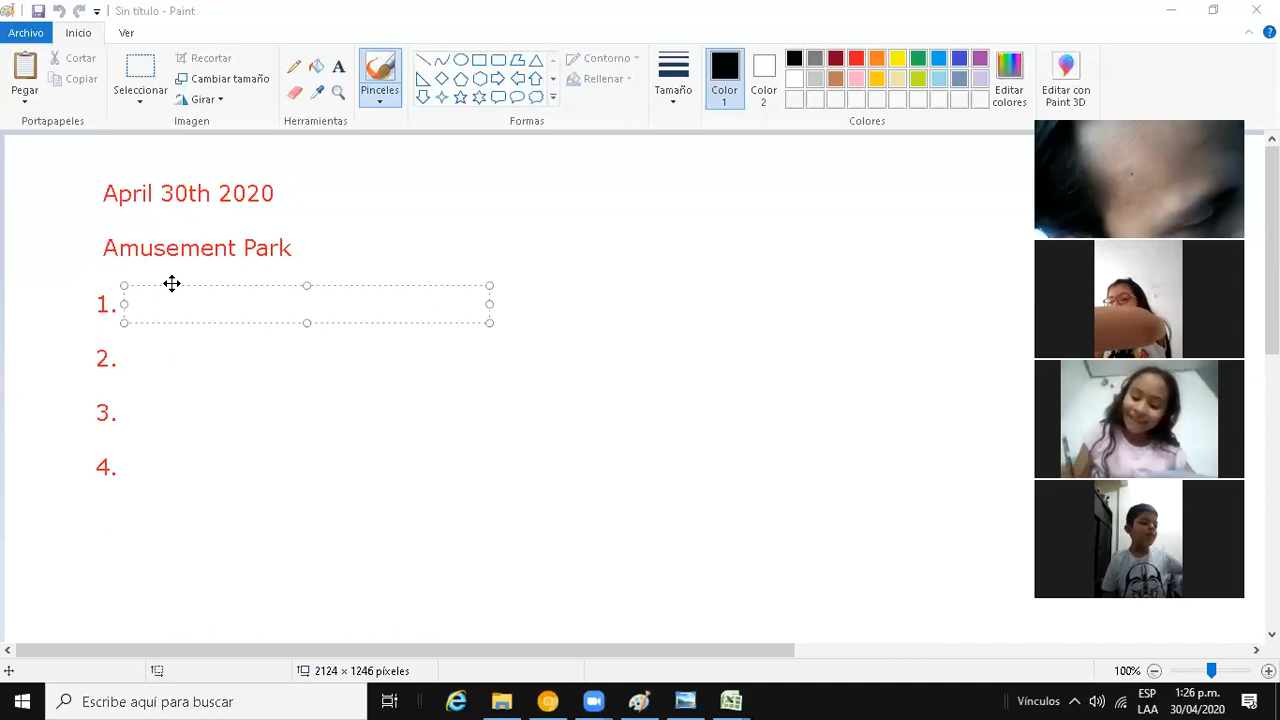 Sin título - Paint
Archivo Inicio Ver
Pegar
Cortar
Copiar
Portapapeles
Seleccionar
Recortar
Cambiar tamaño
Girar
Imagen
Herramientas
Pinceles
Contorno
Rellenar
Formas
Tamaño
Color 1
Color 2
Editar colores
Colores
Editar con Paint 3D
April 30th 2020
Amusement Park
1.
2.
3.
4.
2124 × 1246 píxeles
100%
Escribe aquí para buscar
Vínculos
ESP
LAA
1:26 p.m.
30/04/2020